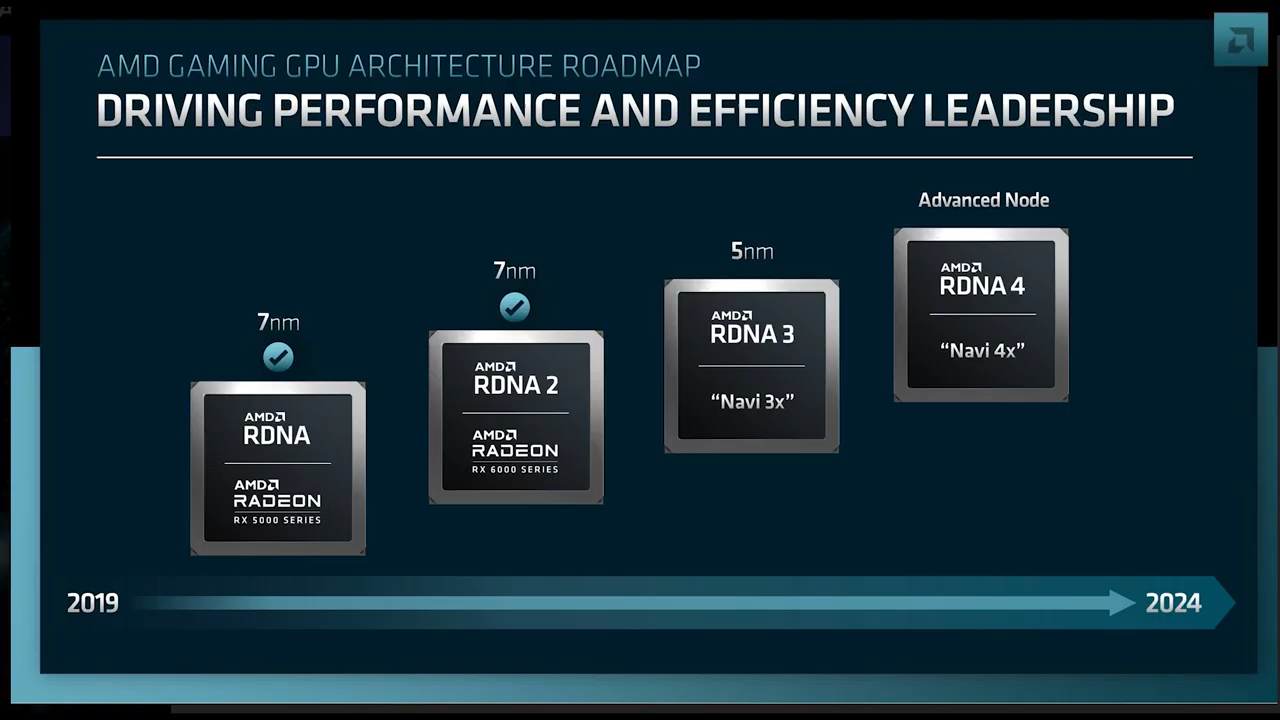 AMD GAMING GPU ARCHITECTURE ROADMAP
DRIVING PERFORMANCE AND EFFICIENCY LEADERSHIP
7nm
AMD
RDNA
AMD
RADEON
RX 5000 SERIES
7nm
AMD
RDNA 2
AMD
RADEON
RX 6000 SERIES
5nm
AMD
RDNA 3
“Navi 3x”
Advanced Node
AMD
RDNA 4
“Navi 4x”
2019
2024